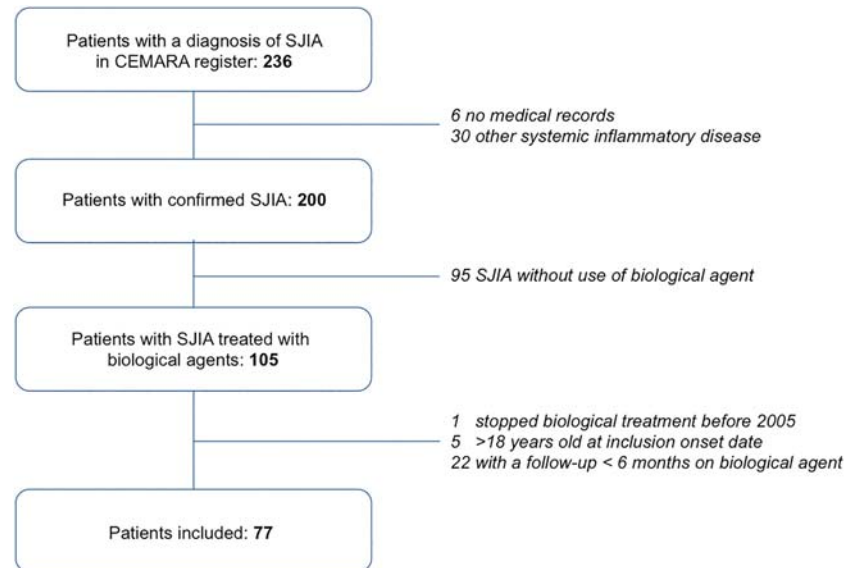 Patients with a diagnosis of SJIA
in CEMARA register: 236
6 no medical records
30 other systemic inflammatory disease
Patients with confirmed SJIA: 200
95 SJIA without use of biological agent
Patients with SJIA treated with
biological agents: 105
1 stopped biological treatment before 2005
5 >18 years old at inclusion onset date
22 with a follow-up < 6 months on biological agent
Patients included: 77